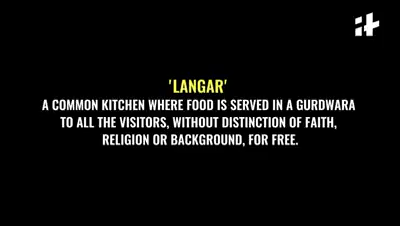 'LANGAR'
A COMMON KITCHEN WHERE FOOD IS SERVED IN A GURDWARA
TO ALL THE VISITORS, WITHOUT DISTINCTION OF FAITH,
RELIGION OR BACKGROUND, FOR FREE.